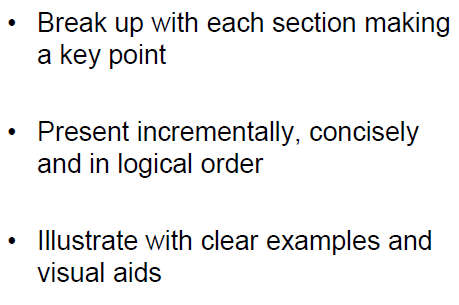 • Break up with each section making
a key point
• Present incrementally, concisely
and in logical order
• Illustrate with clear examples and
visual aids